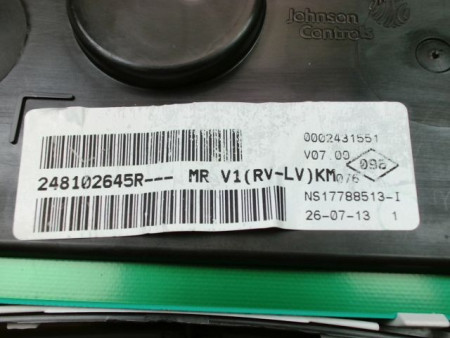 Johnson
Controls
0002431551
V07.00
098
248102645R--- MR V1(RV-LV)KM
076
NS17788513-I
26-07-13 1